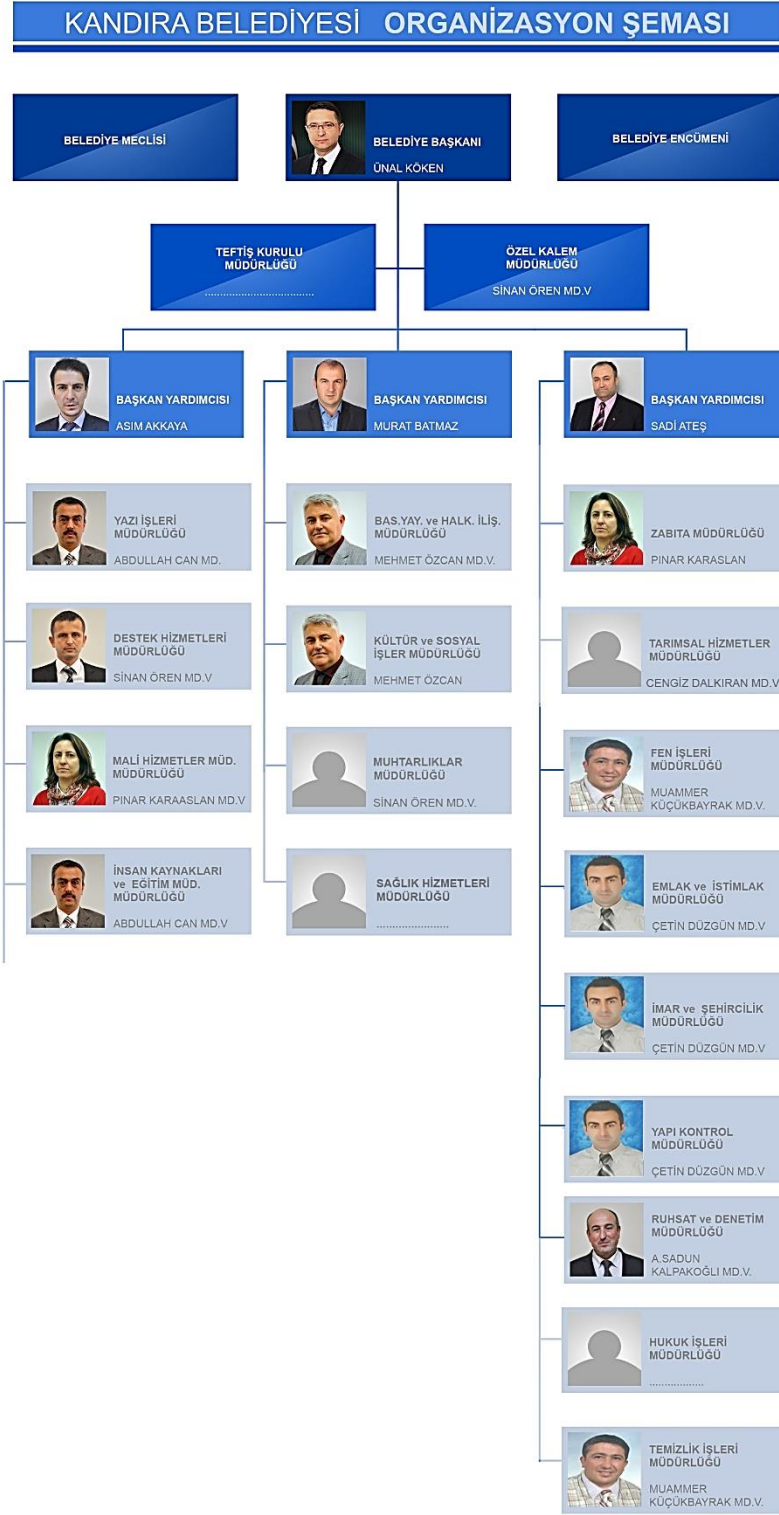 KANDIRA BELEDİYESİ ORGANİZASYON ŞEMASI
BELEDİYE MECLİSİ
BELEDİYE BAŞKANI
ÜNAL KÖKEN
BELEDİYE ENCÜMENİ
TEFTİŞ KURULU
MÜDÜRLÜĞÜ
..................................
ÖZEL KALEM
MÜDÜRLÜĞÜ
SİNAN ÖREN MD.V
BAŞKAN YARDIMCISI
ASIM AKKAYA
BAŞKAN YARDIMCISI
MURAT BATMAZ
BAŞKAN YARDIMCISI
SADİ ATEŞ
YAZI İŞLERİ
MÜDÜRLÜĞÜ
ABDULLAH CAN MD.
DESTEK HİZMETLERİ
MÜDÜRLÜĞÜ
SİNAN ÖREN MD.V
MALİ HİZMETLER MÜD.
MÜDÜRLÜĞÜ
PINAR KARAASLAN MD.V
İNSAN KAYNAKLARI
ve EĞİTİM MÜD.
MÜDÜRLÜĞÜ
ABDULLAH CAN MD.V
BAS.YAY. ve HALK. İLİŞ.
MÜDÜRLÜĞÜ
MEHMET ÖZCAN MD.V.
KÜLTÜR ve SOSYAL
İŞLER MÜDÜRLÜĞÜ
MEHMET ÖZCAN
MUHTARLIKLAR
MÜDÜRLÜĞÜ
SİNAN ÖREN MD.V.
SAĞLIK HİZMETLERİ
MÜDÜRLÜĞÜ
.......................
ZABITA MÜDÜRLÜĞÜ
PINAR KARASLAN
TARIMSAL HİZMETLER
MÜDÜRLÜĞÜ
CENGİZ DALKIRAN MD.V
FEN İŞLERİ
MÜDÜRLÜĞÜ
MUAMMER
KÜÇÜKBAYRAK MD.V.
EMLAK ve İSTİMLAK
MÜDÜRLÜĞÜ
ÇETİN DÜZGÜN MD.V
İMAR ve ŞEHİRCİLİK
MÜDÜRLÜĞÜ
ÇETİN DÜZGÜN MD.V
YAPI KONTROL
MÜDÜRLÜĞÜ
ÇETİN DÜZGÜN MD.V
RUHSAT ve DENETİM
MÜDÜRLÜĞÜ
A.SADUN
KALPAKOĞLI MD.V.
HUKUK İŞLERİ
MÜDÜRLÜĞÜ
.................
TEMİZLİK İŞLERİ
MÜDÜRLÜĞÜ
MUAMMER
KÜÇÜKBAYRAK MD.V.